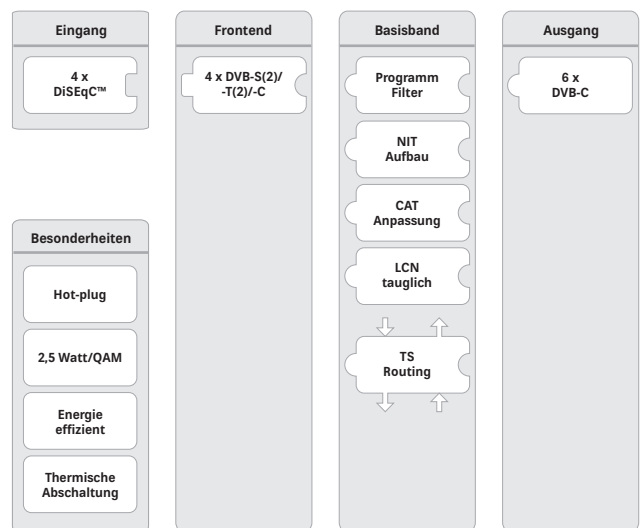 Eingang
4 x
DiSEqC™
Besonderheiten
Hot-plug
2,5 Watt/QAM
Energie
effizient
Thermische
Abschaltung
Frontend
4 x DVB-S(2)/
-T(2)/-C
Basisband
Programm
Filter
NIT
Aufbau
CAT
Anpassung
LCN
tauglich
TS
Routing
Ausgang
6 x
DVB-C